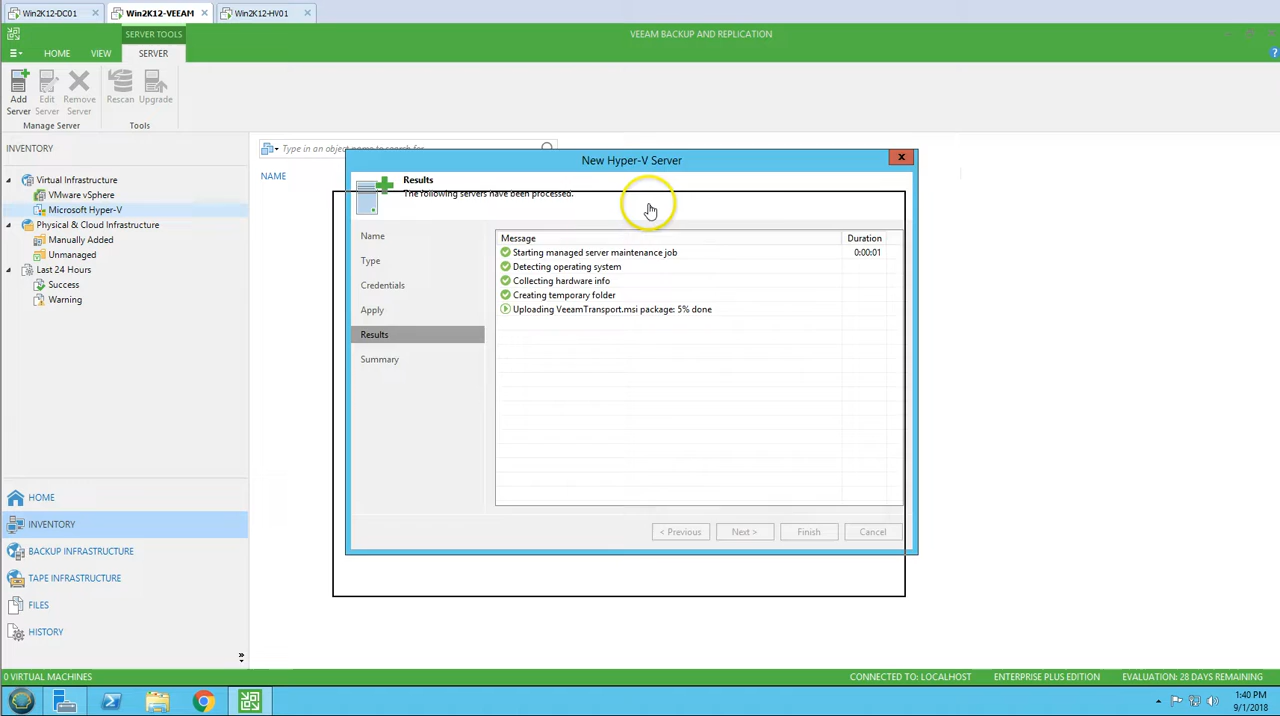 Win2K12-DC01
Win2K12-VEEAM
Win2K12-HV01
SERVER TOOLS
VEEAM BACKUP AND REPLICATION
HOME
VIEW
SERVER
Add Server
Edit Server
Remove Server
Rescan
Upgrade
Manage Server
Tools
INVENTORY
Virtual Infrastructure
VMware vSphere
Microsoft Hyper-V
Physical & Cloud Infrastructure
Manually Added
Unmanaged
Last 24 Hours
Success
Warning
HOME
INVENTORY
BACKUP INFRASTRUCTURE
TAPE INFRASTRUCTURE
FILES
HISTORY
Type in an object name to search for
NAME
New Hyper-V Server
Results
The following servers have been processed.
Name
Type
Credentials
Apply
Results
Summary
Message Duration
Starting managed server maintenance job 0:00:01
Detecting operating system
Collecting hardware info
Creating temporary folder
Uploading VeeamTransport.msi package: 5% done
< Previous
Next >
Finish
Cancel
0 VIRTUAL MACHINES
CONNECTED TO: LOCALHOST
ENTERPRISE PLUS EDITION
EVALUATION: 28 DAYS REMAINING
1:40 PM
9/1/2018